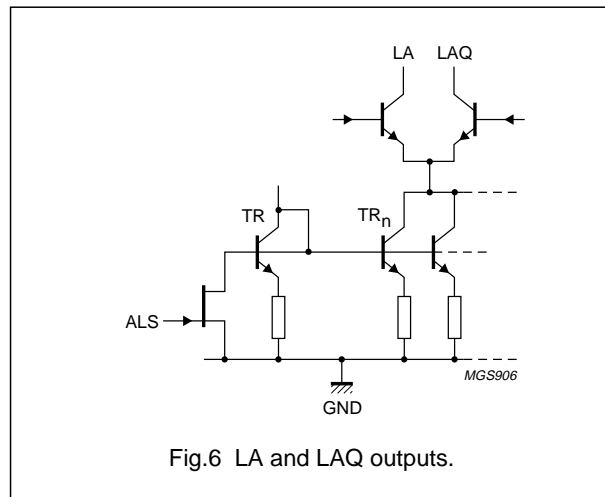 LA LAQ
TR TRn
ALS
MGS906
GND
Fig.6 LA and LAQ outputs.